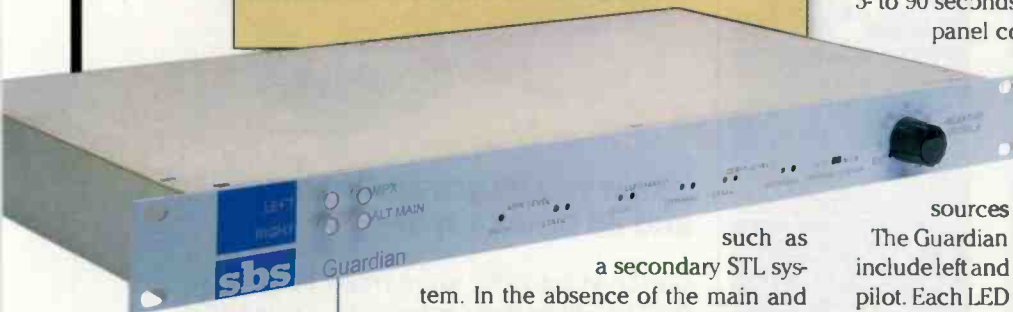 5- to 90 seconds
panel co
LEFT
RIGHT
MPX
ALT MAIN
sbs
Guardian
such as
a secondary STL sys-
tem. In the absence of the main and
sources
The Guardian
include left and
pilot. Each LED